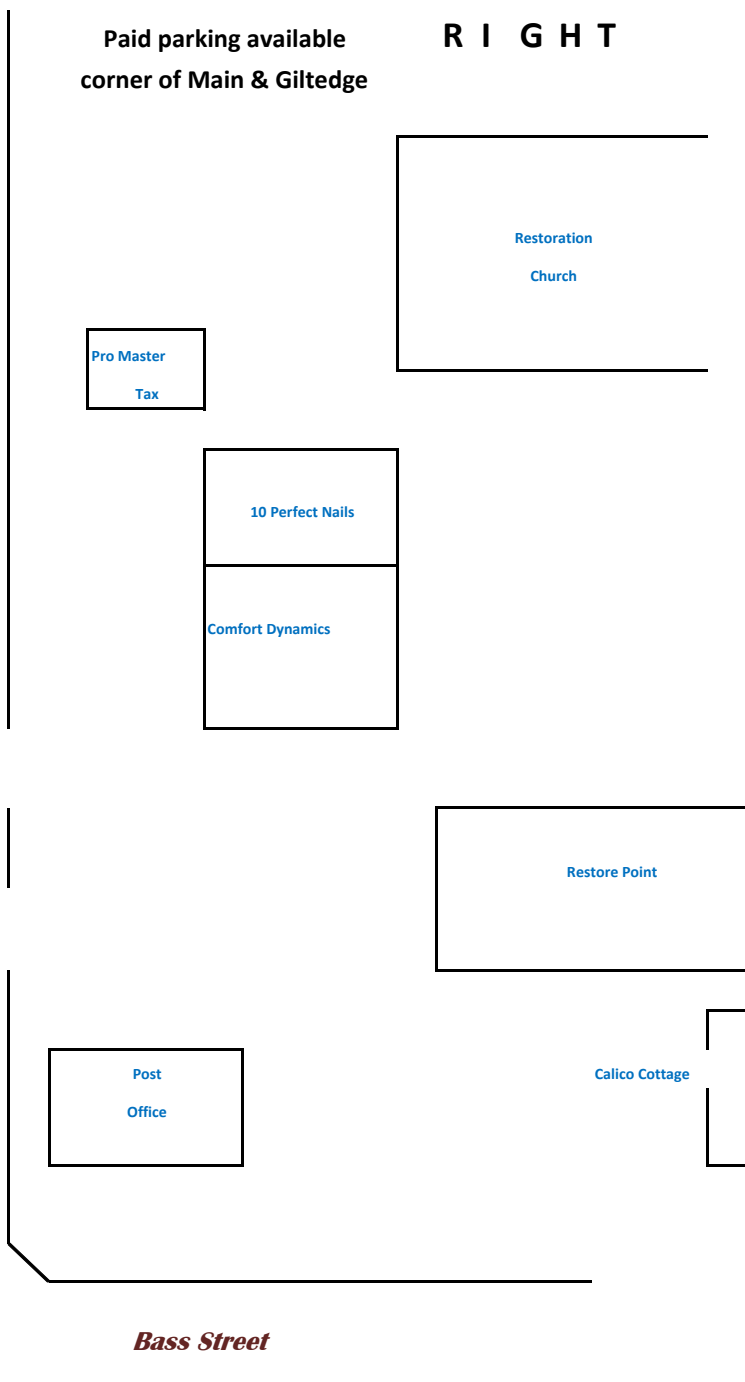 Paid parking available
corner of Main & Giltedge
R I G H T
Restoration
Church
Pro Master
Tax
10 Perfect Nails
Comfort Dynamics
Restore Point
Post
Office
Calico Cottage
Bass Street